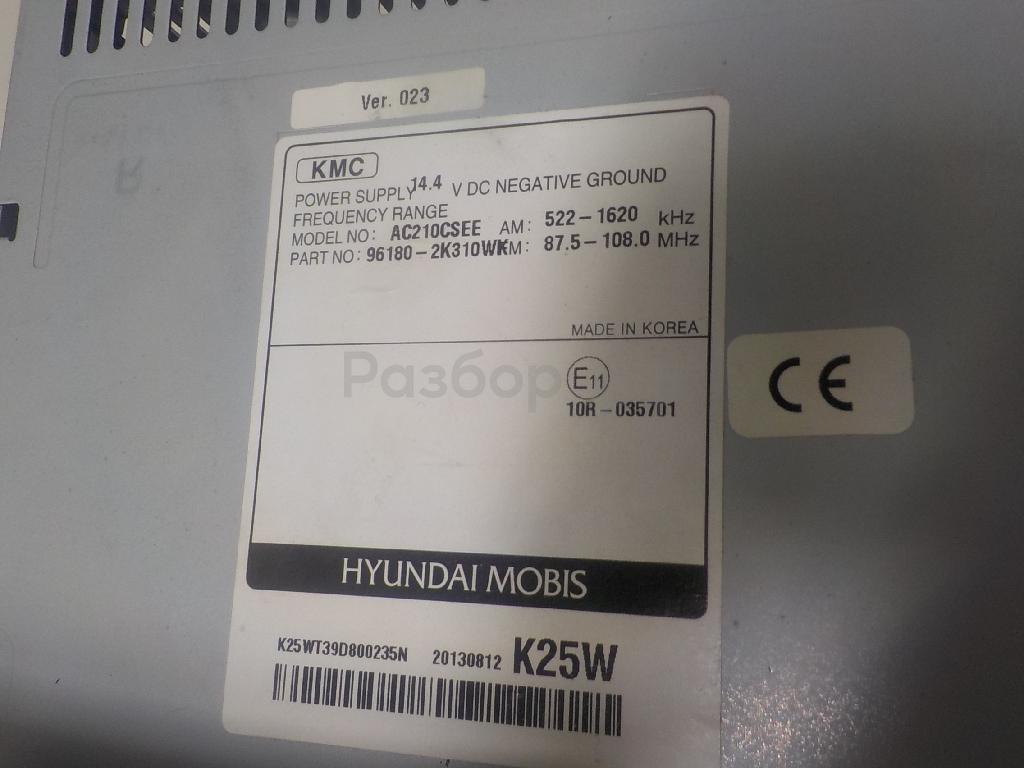 Ver. 023
KMC
POWER SUPPLY 14.4 V DC NEGATIVE GROUND
FREQUENCY RANGE
MODEL NO: AC210CSEE AM: 522-1620 kHz
PART NO: 96180-2K310WK M: 87.5-108.0 MHz
MADE IN KOREA
Разбор
E11
10R-035701
CE
HYUNDAI MOBIS
K25WT39D800235N 20130812 K25W